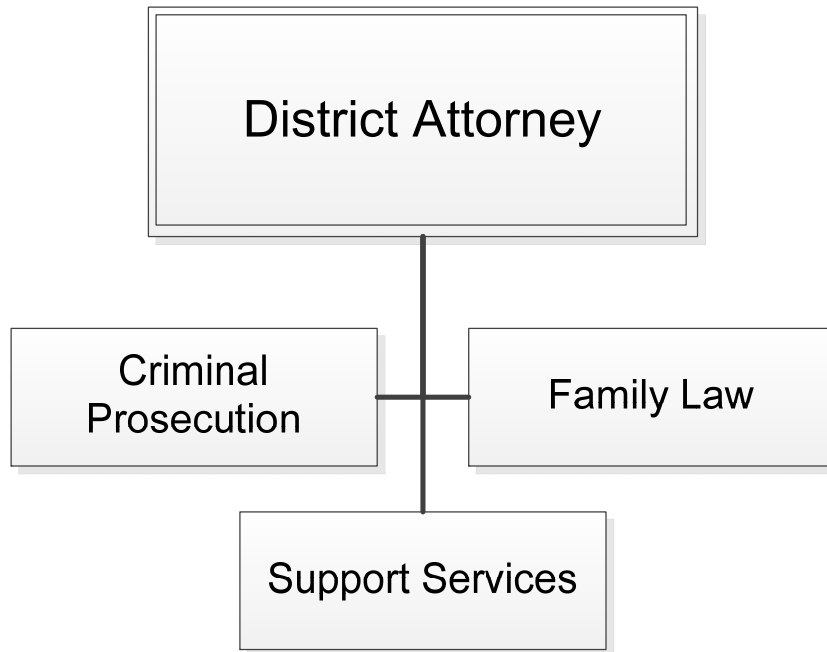 District Attorney
Criminal
Prosecution
Family Law
Support Services